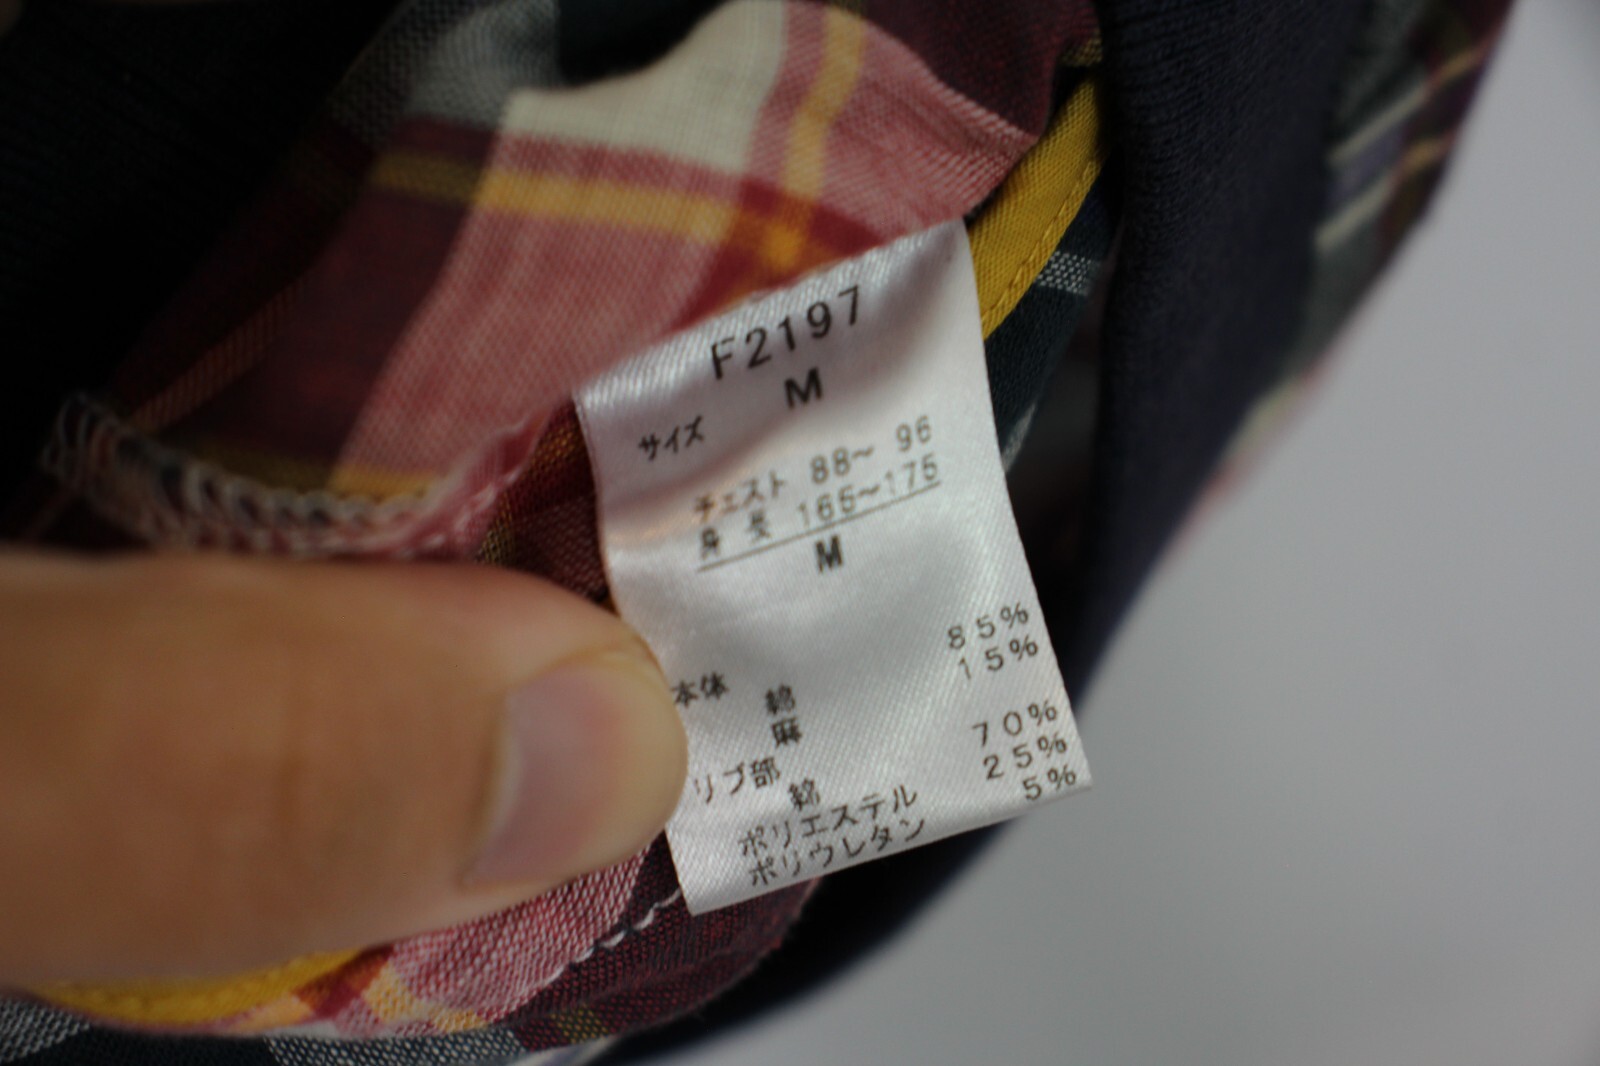 F2197
サイズ M
チェスト 88〜 96
身 長 165〜175
M
本体 綿 85%
麻 15%
リブ部
綿 70%
ポリエステル 25%
ポリウレタン 5%